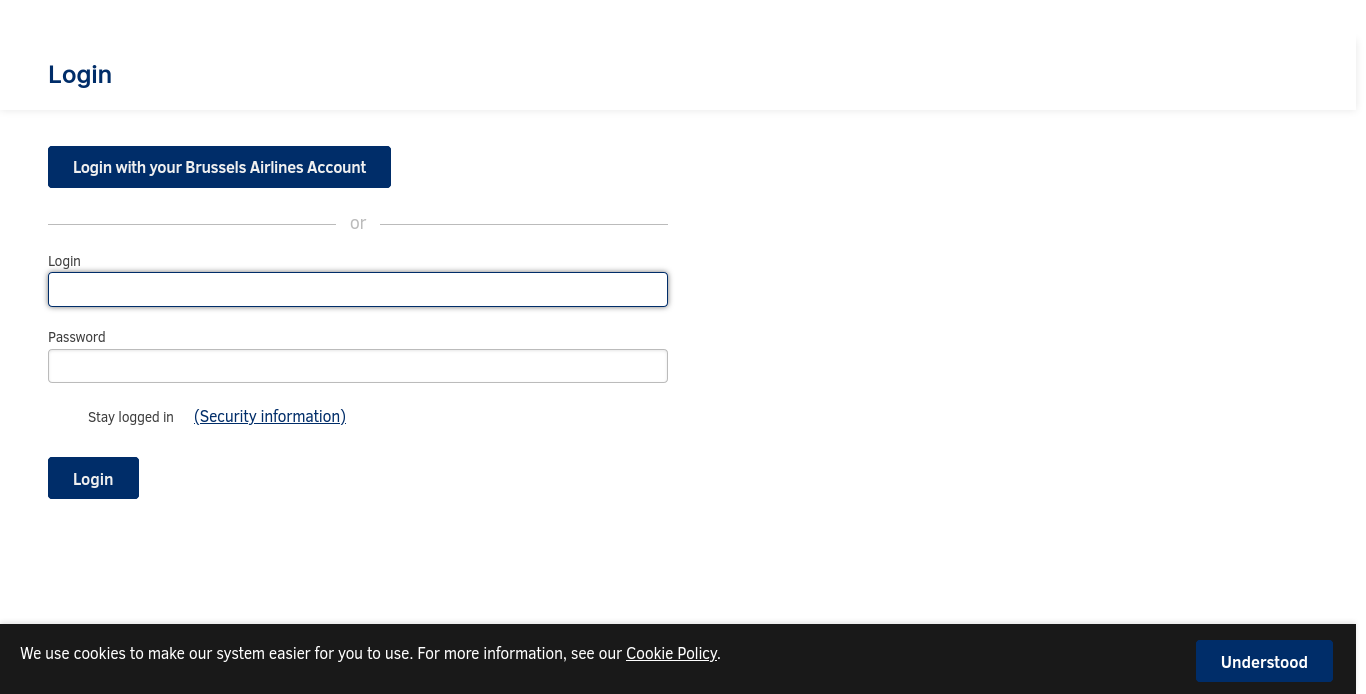 Login
Login with your Brussels Airlines Account
or
Login
Password
Stay logged in (Security information)
Login
We use cookies to make our system easier for you to use. For more information, see our Cookie Policy.
Understood